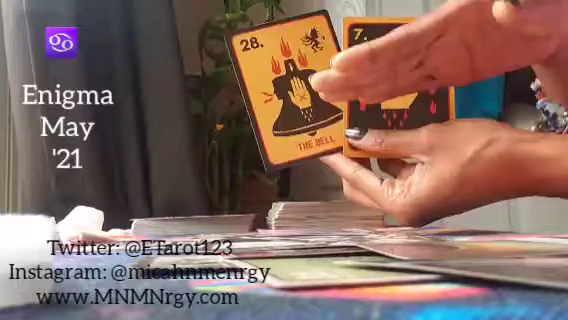 28.
7.
THE BELL
Enigma
May
'21
Twitter: @ETarot123
Instagram: @micahnmenrgy
www.MNMNrgy.com